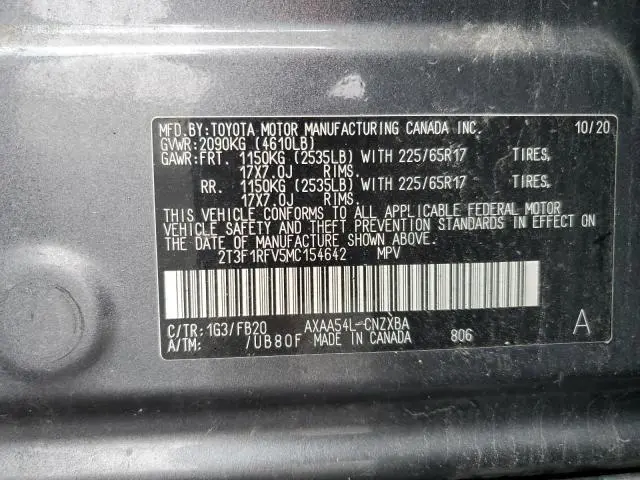 MFD.BY:TOYOTA MOTOR MANUFACTURING CANADA INC. 10/20
GVWR:2090KG (4610LB)
GAWR:FRT. 1150KG (2535LB) WITH 225/65R17 TIRES,
17X7.0J RIMS.
RR. 1150KG (2535LB) WITH 225/65R17 TIRES,
17X7.0J RIMS.
THIS VEHICLE CONFORMS TO ALL APPLICABLE FEDERAL MOTOR
VEHICLE SAFETY AND BUMPER STANDARDS IN EFFECT ON
THE DATE OF MANUFACTURE SHOWN ABOVE.
2T3F1RFV5MC154642 MPV
C/TR:1G3/FB20 AXAA54L-CNZXBA A
A/TM: /UB80F MADE IN CANADA 806